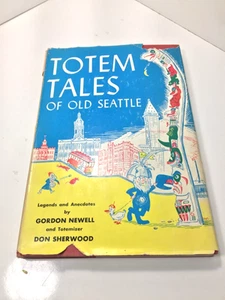 TOTEM
TALES
OF OLD SEATTLE
Legends and Anecdotes
by
GORDON NEWELL
and Totemizer
DON SHERWOOD